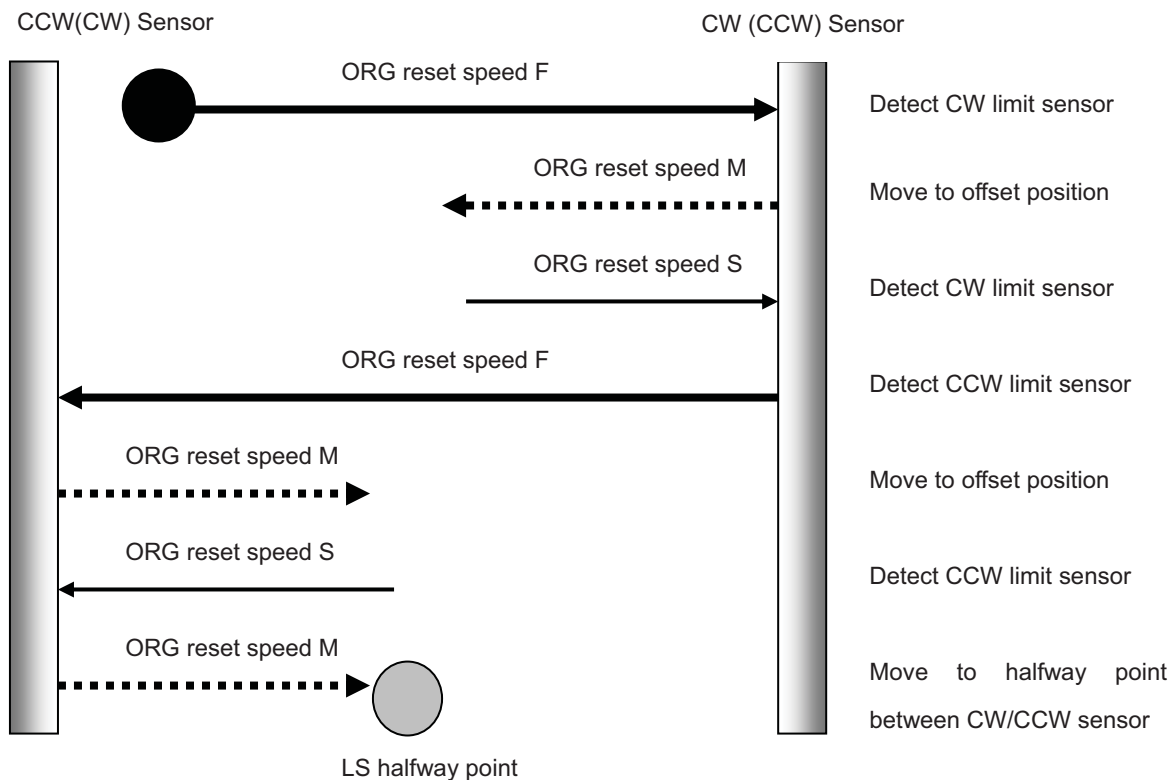 CCW(CW) Sensor
CW (CCW) Sensor
ORG reset speed F
Detect CW limit sensor
ORG reset speed M
Move to offset position
ORG reset speed S
Detect CW limit sensor
ORG reset speed F
Detect CCW limit sensor
ORG reset speed M
Move to offset position
ORG reset speed S
Detect CCW limit sensor
ORG reset speed M
Move to halfway point
between CW/CCW sensor
LS halfway point